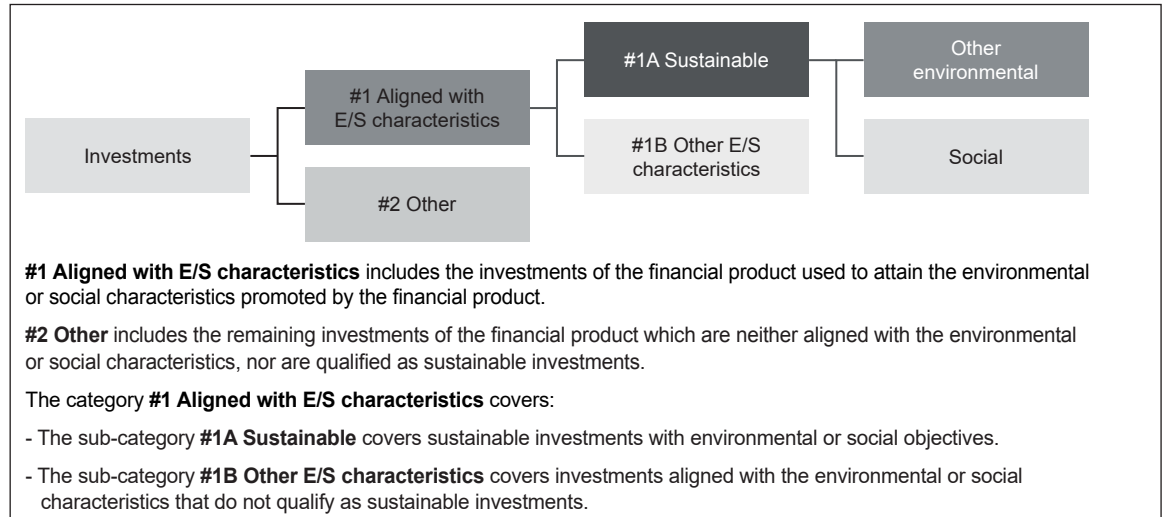 Investments
#1 Aligned with
E/S characteristics
#2 Other
#1A Sustainable
#1B Other E/S
characteristics
Other
environmental
Social
#1 Aligned with E/S characteristics includes the investments of the financial product used to attain the environmental
or social characteristics promoted by the financial product.
#2 Other includes the remaining investments of the financial product which are neither aligned with the environmental
or social characteristics, nor are qualified as sustainable investments.
The category #1 Aligned with E/S characteristics covers:
- The sub-category #1A Sustainable covers sustainable investments with environmental or social objectives.
- The sub-category #1B Other E/S characteristics covers investments aligned with the environmental or social
characteristics that do not qualify as sustainable investments.